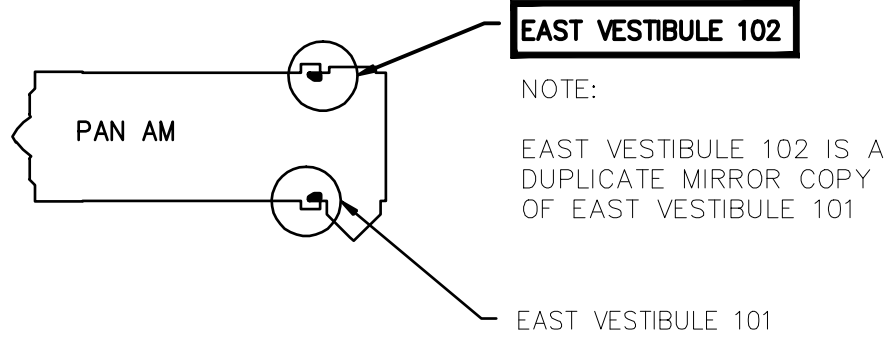 EAST VESTIBULE 102
NOTE:
PAN AM
EAST VESTIBULE 102 IS A
DUPLICATE MIRROR COPY
OF EAST VESTIBULE 101
EAST VESTIBULE 101